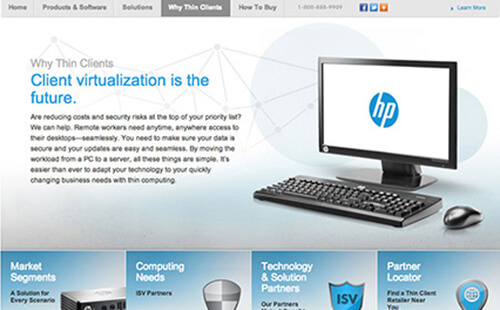 Home Products & Software Solutions Why Thin Clients How To Buy 1-800-888-9909 Learn More
Why Thin Clients
Client virtualization is the
future.
Are reducing costs and security risks at the top of your priority list?
We can help. Remote workers need anytime, anywhere access to
their desktops—seamlessly. You need to make sure your data is
secure and your updates are easy and seamless. By moving the
workload from a PC to a server, all these things are simple. It's
easier than ever to adapt your technology to your quickly
changing business needs with thin computing.
hp
Market
Segments
A Solution for
Every Scenario
Computing
Needs
ISV Partners
Technology
& Solution
Partners
Our Partners
ISV
Partner
Locator
Find a Thin Client
Retailer Near
You